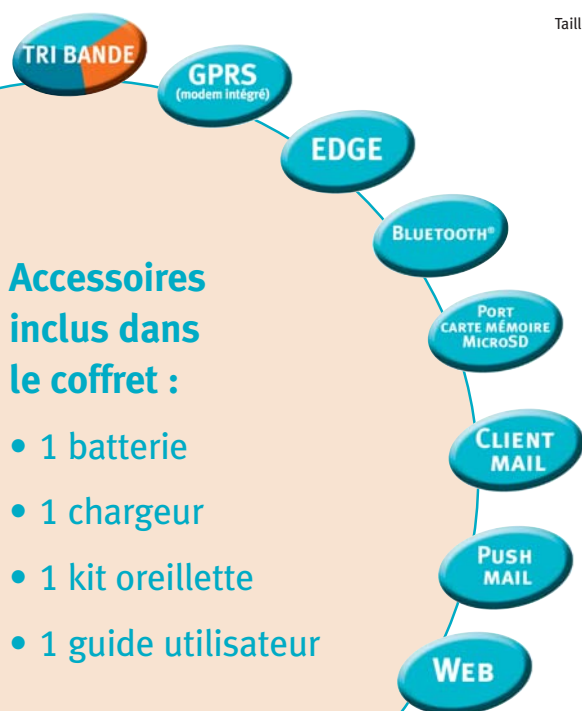 Taill
TRI BANDE
GPRS
(modem intégré)
EDGE
BLUETOOTH®
PORT
CARTE MÉMOIRE
MICROSD
CLIENT
MAIL
PUSH
MAIL
WEB
Accessoires
inclus dans
le coffret :
• 1 batterie
• 1 chargeur
• 1 kit oreillette
• 1 guide utilisateur